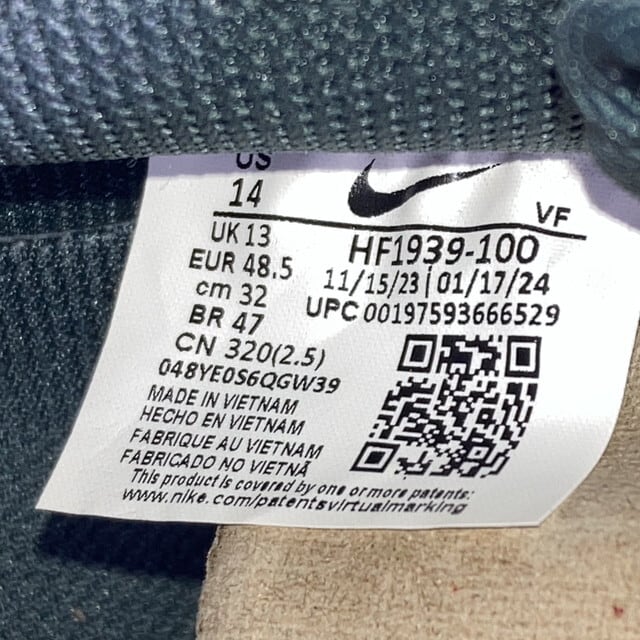 US
14
UK 13
EUR 48.5
cm 32
BR 47
CN 320(2.5)
048YE0S6QGW39
MADE IN VIETNAM
HECHO EN VIETNAM
FABRIQUE AU VIETNAM
FABRICADO NO VIETNÃ
This product is covered by one or more patents:
www.nike.com/patentsvirtualmarking
VF
HF1939-100
11/15/23 | 01/17/24
UPC 00197593666529